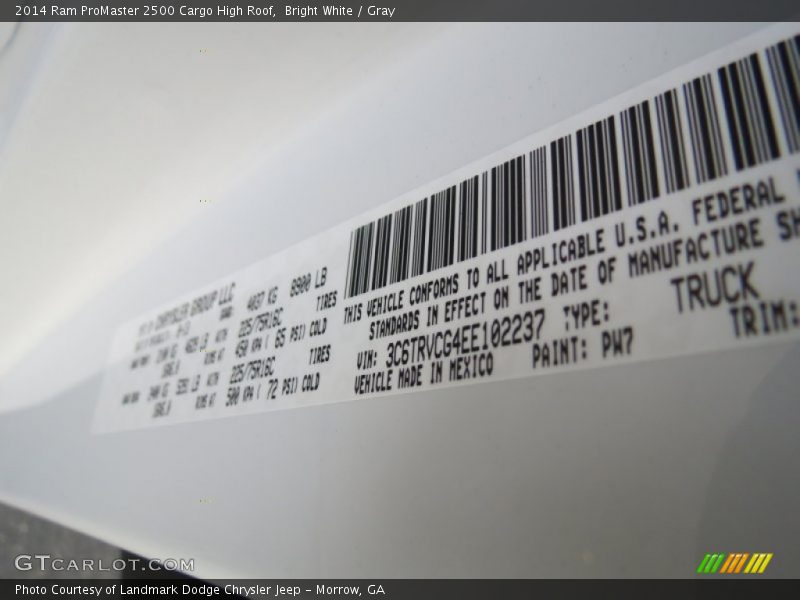 2014 Ram ProMaster 2500 Cargo High Roof, Bright White / Gray
CHRYSLER GROUP LLC
4037 KG 8900 LB
225/75R16C TIRES
450 KPA ( 65 PSI) COLD
225/75R16C TIRES
500 KPA ( 72 PSI) COLD
THIS VEHICLE CONFORMS TO ALL APPLICABLE U.S.A. FEDERAL
STANDARDS IN EFFECT ON THE DATE OF MANUFACTURE SH
VIN: 3C6TRVCG4EE102237 TYPE: TRUCK
VEHICLE MADE IN MEXICO PAINT: PW7 TRIM:
GTCARLOT.COM
Photo Courtesy of Landmark Dodge Chrysler Jeep - Morrow, GA